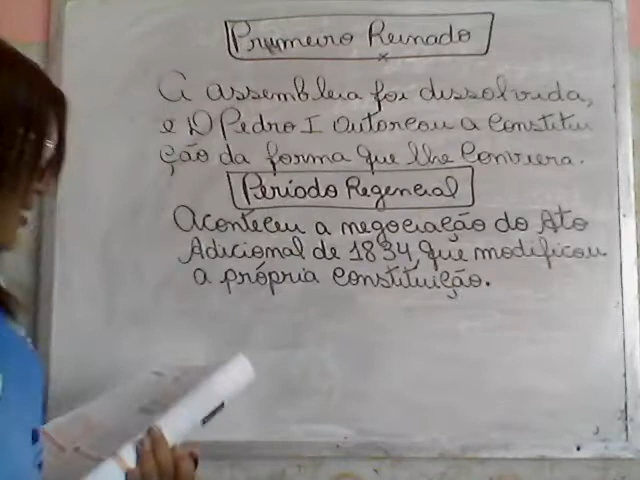 Primeiro Reinado
A assembleia foi dissolvida,
e D Pedro I outorcou a constitui
ção da forma que lhe conviera.
Período Regencial
Aconteceu a negociação do Ato
Adicional de 1834, que modificou
a própria constituição.